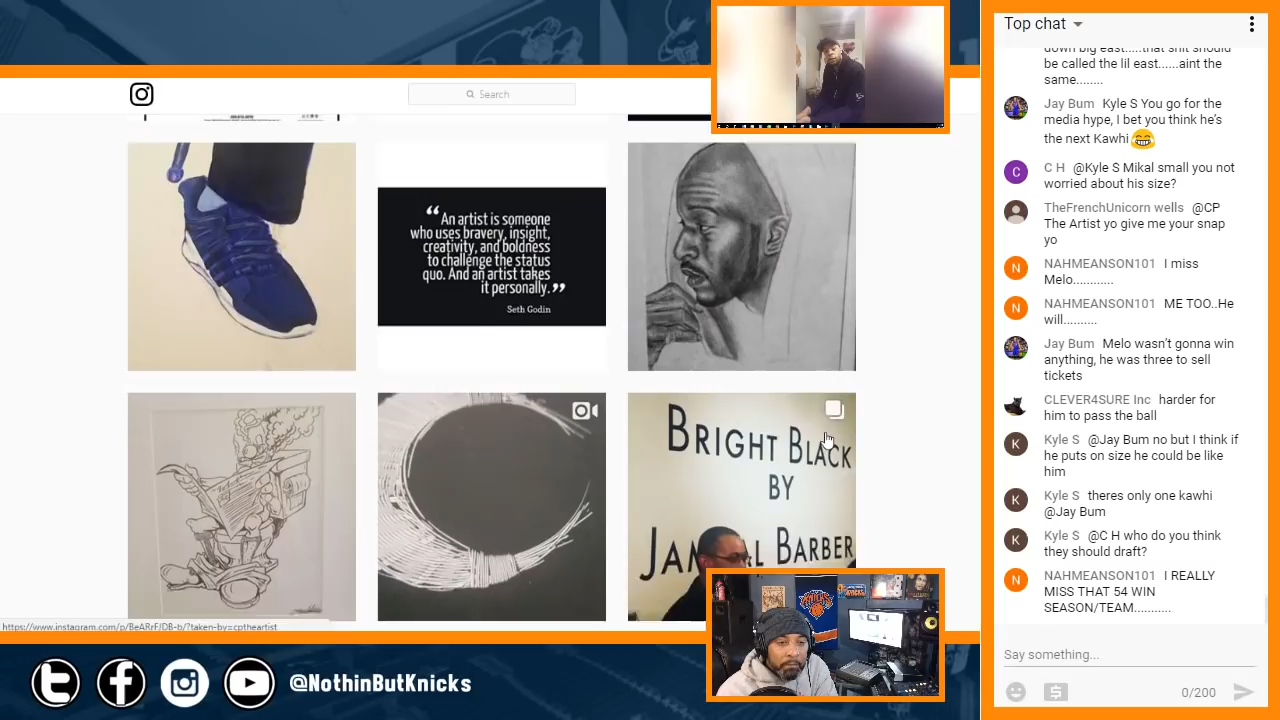 Search
“An artist is someone
who uses bravery, insight,
creativity, and boldness
to challenge the status
quo. And an artist takes
it personally.”
Seth Godin
BRIGHT BLACK
BY
BARBER
KNICKS
https://www.instagram.com/p/BeARrFJDB-b/?taken-by=cptheartist
@NothinButKnicks
Top chat
down big east.....that shit should
be called the lil east......aint the
same........
Jay Bum Kyle S You go for the
media hype, I bet you think he's
the next Kawhi 😂
C H @Kyle S Mikal small you not
worried about his size?
TheFrenchUnicorn wells @CP
The Artist yo give me your snap
yo
NAHMEANSON101 I miss
Melo............
NAHMEANSON101 ME TOO..He
will..........
Jay Bum Melo wasn't gonna win
anything, he was three to sell
tickets
CLEVER4SURE Inc harder for
him to pass the ball
Kyle S @Jay Bum no but I think if
he puts on size he could be like
him
Kyle S theres only one kawhi
@Jay Bum
Kyle S @C H who do you think
they should draft?
NAHMEANSON101 I REALLY
MISS THAT 54 WIN
SEASON/TEAM...........
Say something...
0/200